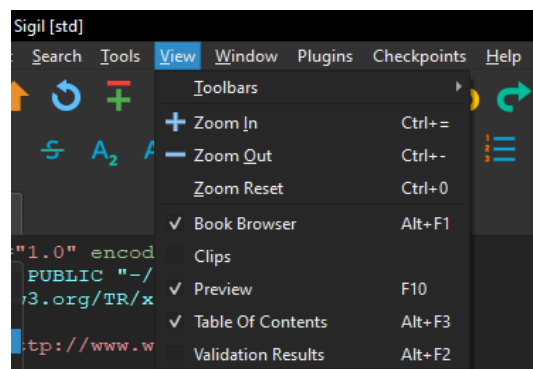 Sigil [std]
Search Tools View Window Plugins Checkpoints Help
Toolbars
Zoom In Ctrl+=
Zoom Out Ctrl+-
Zoom Reset Ctrl+0
Book Browser Alt+F1
"1.0" encod
Clips
PUBLIC "-/
Preview F10
w3.org/TR/x
Table Of Contents Alt+F3
tp://www.w
Validation Results Alt+F2